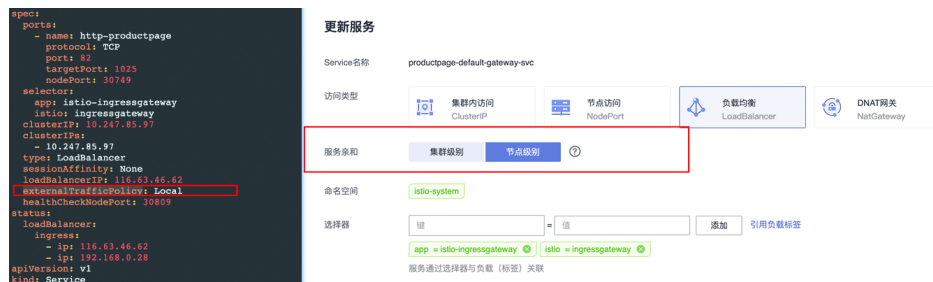 spec:
ports:
- name: http-productpage
protocol: TCP
port: 82
targetPort: 1025
nodePort: 30749
selector:
app: istio-ingressgateway
istio: ingressgateway
clusterIP: 10.247.85.97
clusterIPs:
- 10.247.85.97
type: LoadBalancer
sessionAffinity: None
loadBalancerIP: 116.63.46.62
externalTrafficPolicy: Local
healthCheckNodePort: 30809
status:
loadBalancer:
ingress:
- ip: 116.63.46.62
- ip: 192.168.0.28
apiVersion: v1
kind: Service
更新服务
Service名称 productpage-default-gateway-svc
访问类型 集群内访问 节点访问 负载均衡 DNAT网关
ClusterIP NodePort LoadBalancer NatGateway
服务亲和 集群级别 节点级别 ?
命名空间 istio-system
选择器 键 = 值 添加 引用负载标签
app = istio-ingressgateway istio = ingressgateway
服务通过选择器与负载（标签）关联